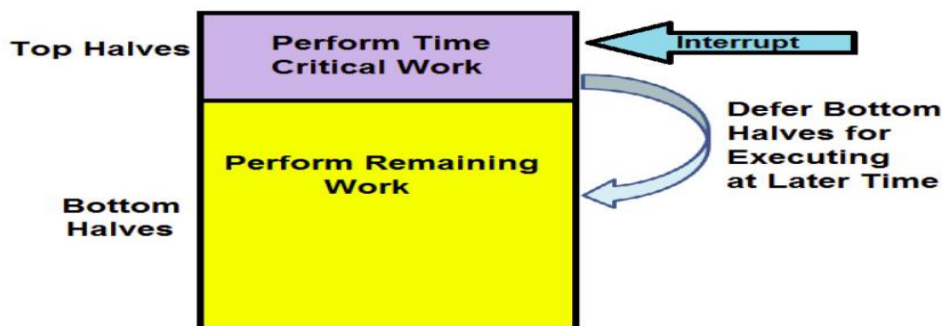 Top Halves
Perform Time
Critical Work
Interrupt
Defer Bottom
Halves for
Executing
at Later Time
Perform Remaining
Work
Bottom
Halves